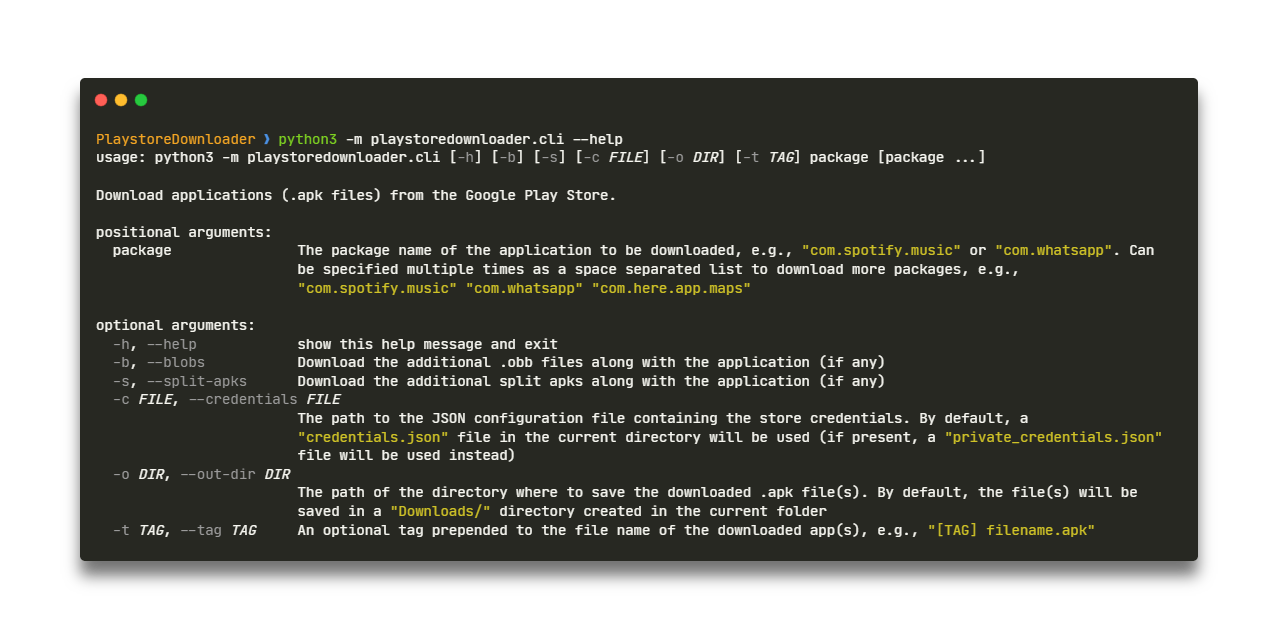 PlaystoreDownloader ❯ python3 -m playstoredownloader.cli --help
usage: python3 -m playstoredownloader.cli [-h] [-b] [-s] [-c FILE] [-o DIR] [-t TAG] package [package ...]
Download applications (.apk files) from the Google Play Store.
positional arguments:
package The package name of the application to be downloaded, e.g., "com.spotify.music" or "com.whatsapp". Can
be specified multiple times as a space separated list to download more packages, e.g.,
"com.spotify.music" "com.whatsapp" "com.here.app.maps"
optional arguments:
-h, --help show this help message and exit
-b, --blobs Download the additional .obb files along with the application (if any)
-s, --split-apks Download the additional split apks along with the application (if any)
-c FILE, --credentials FILE
The path to the JSON configuration file containing the store credentials. By default, a
"credentials.json" file in the current directory will be used (if present, a "private_credentials.json"
file will be used instead)
-o DIR, --out-dir DIR
The path of the directory where to save the downloaded .apk file(s). By default, the file(s) will be
saved in a "Downloads/" directory created in the current folder
-t TAG, --tag TAG An optional tag prepended to the file name of the downloaded app(s), e.g., "[TAG] filename.apk"